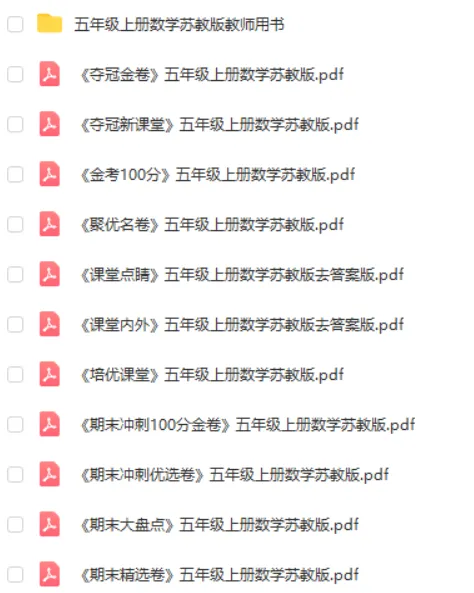 五年级上册数学苏教版教师用书
《夺冠金卷》五年级上册数学苏教版.pdf
《夺冠新课堂》五年级上册数学苏教版.pdf
《金考100分》五年级上册数学苏教版.pdf
《聚优名卷》五年级上册数学苏教版.pdf
《课堂点睛》五年级上册数学苏教版去答案版.pdf
《课堂内外》五年级上册数学苏教版去答案版.pdf
《培优课堂》五年级上册数学苏教版.pdf
《期末冲刺100分金卷》五年级上册数学苏教版.pdf
《期末冲刺优选卷》五年级上册数学苏教版.pdf
《期末大盘点》五年级上册数学苏教版.pdf
《期末精选卷》五年级上册数学苏教版.pdf